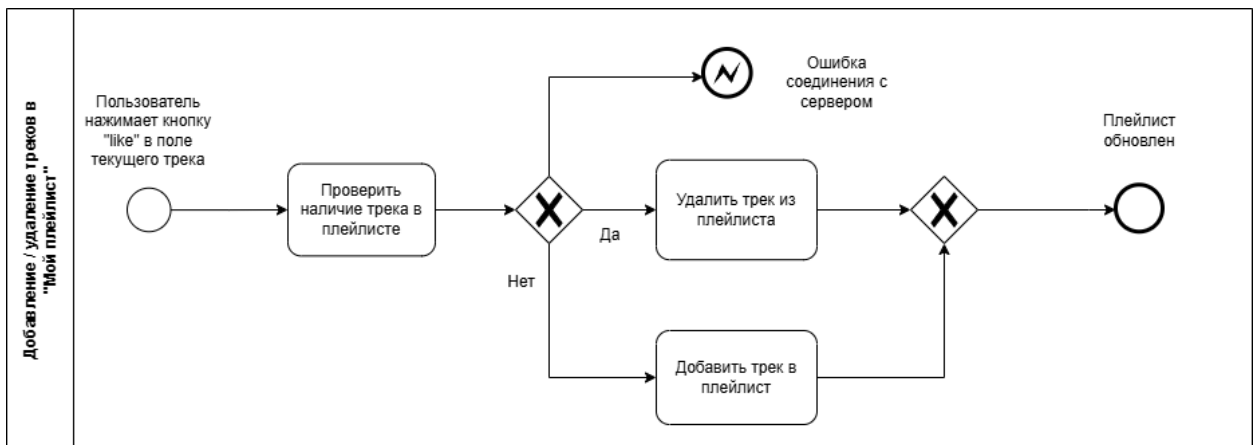 Добавление / удаление треков в
"Мой плейлист"
Пользователь
нажимает кнопку
"like" в поле
текущего трека
Проверить
наличие трека в
плейлисте
Ошибка
соединения с
сервером
Да
Нет
Удалить трек из
плейлиста
Добавить трек в
плейлист
Плейлист
обновлен